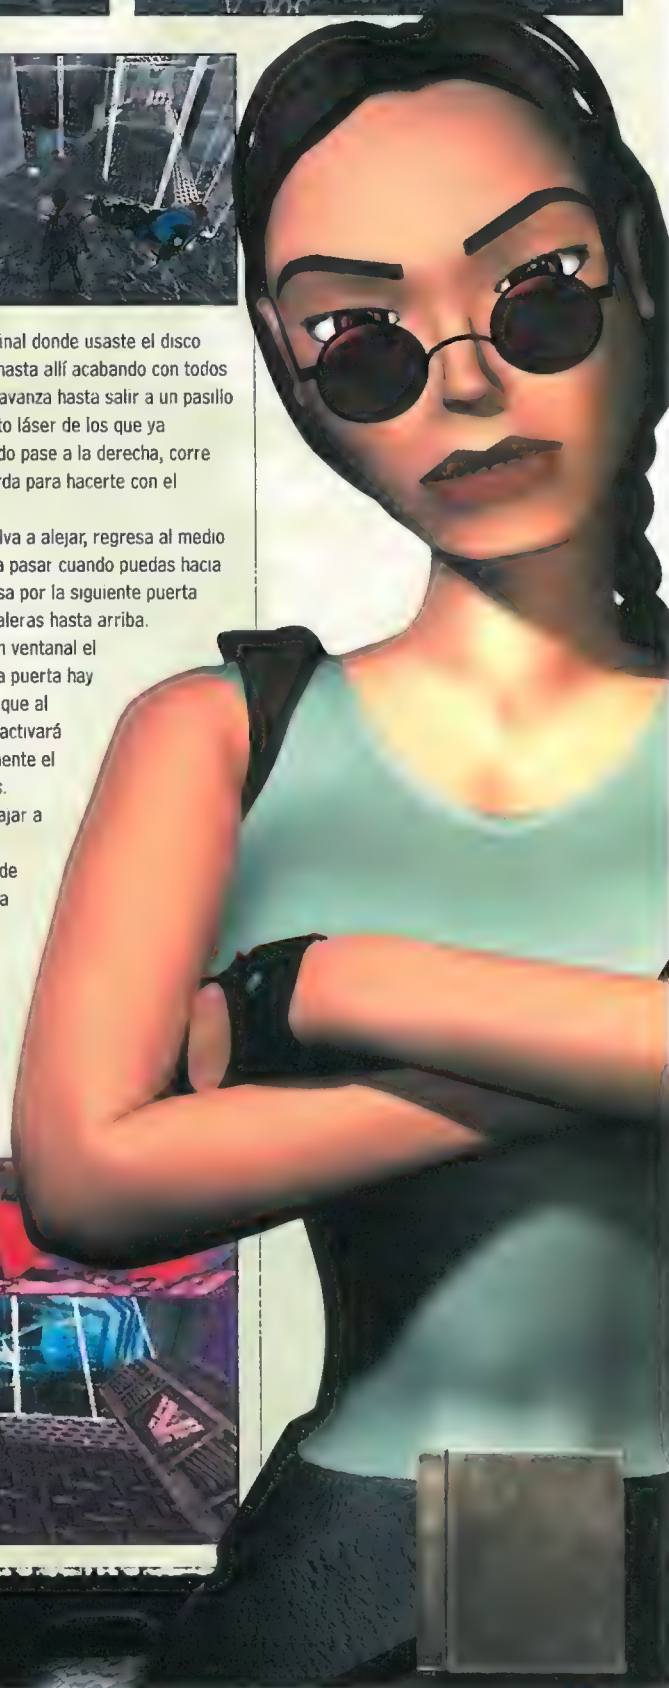 inal donde usaste el disco
hasta allí acabando con todos
avanza hasta salir a un pasillo
to láser de los que ya
do pase a la derecha, corre
rda para hacerte con el
lva a alejar, regresa al medio
a pasar cuando puedas hacia
sa por la siguiente puerta
aleras hasta arriba.
n ventanal el
a puerta hay
que al
activará
ente el
s.
ajar a
de
a